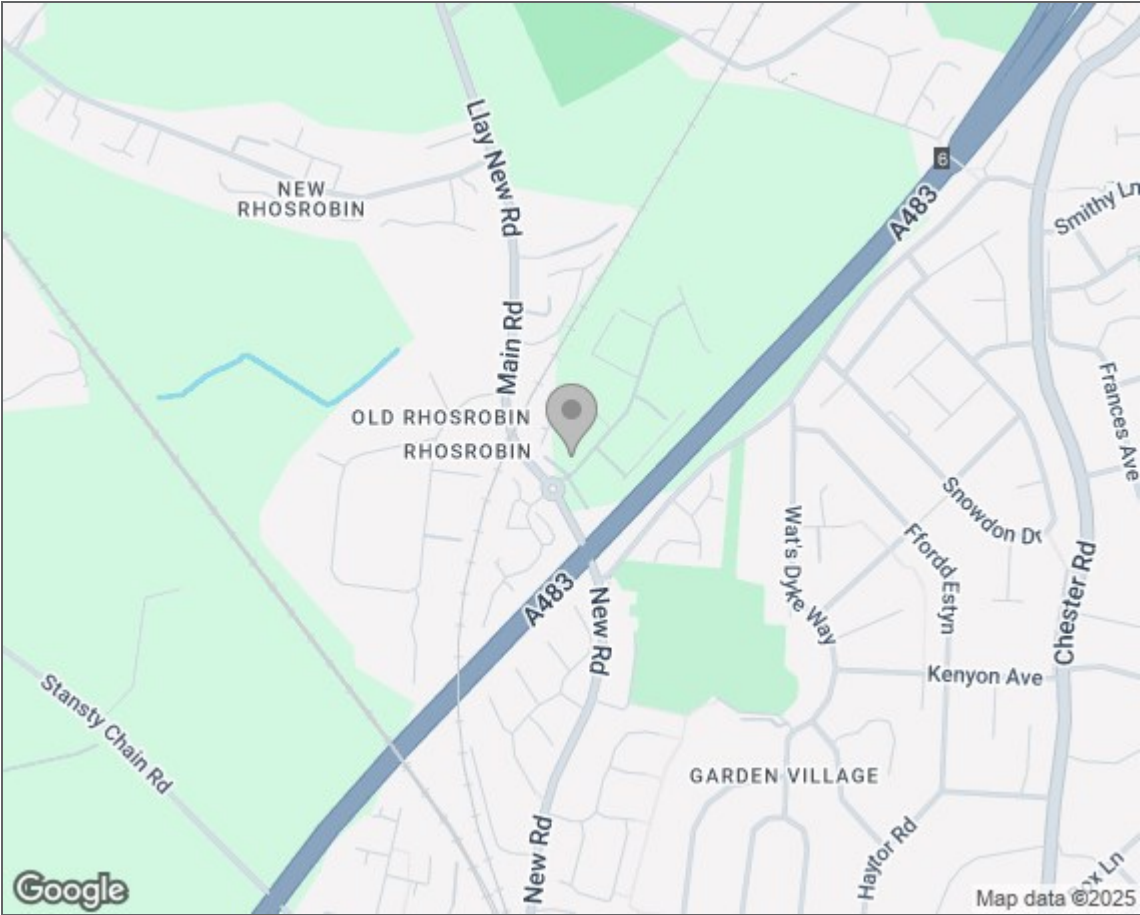 Llay New Rd
NEW
RHOSROBIN
6
A483
Smithy Ln
Main Rd
OLD RHOSROBIN
RHOSROBIN
Frances Ave
Snowdon Dr
Wat's Dyke Way
Ffordd Estyn
Chester Rd
A483
New Rd
Kenyon Ave
Stansty Chain Rd
GARDEN VILLAGE
New Rd
Haytor Rd
Ln
Google
Map data ©2025